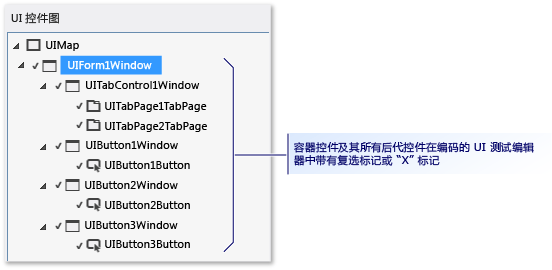 UI 控件图
UIMap
UIForm1Window
UITabControl1Window
UITabPage1TabPage
UITabPage2TabPage
UIButton1Window
UIButton1Button
UIButton2Window
UIButton2Button
UIButton3Window
UIButton3Button
容器控件及其所有后代控件在编码的 UI 测试编辑
器中带有复选标记或 “X” 标记